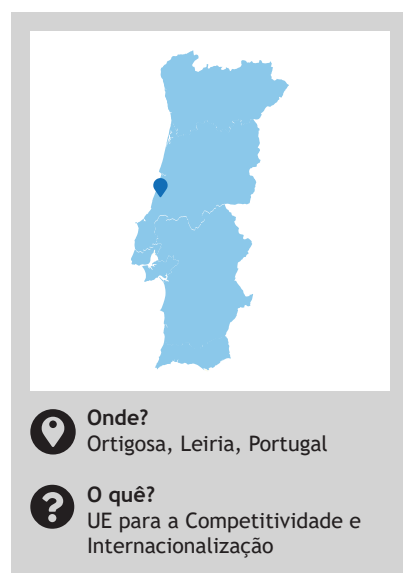 Onde?
Ortigosa, Leiria, Portugal
O quê?
UE para a Competitividade e
Internacionalização